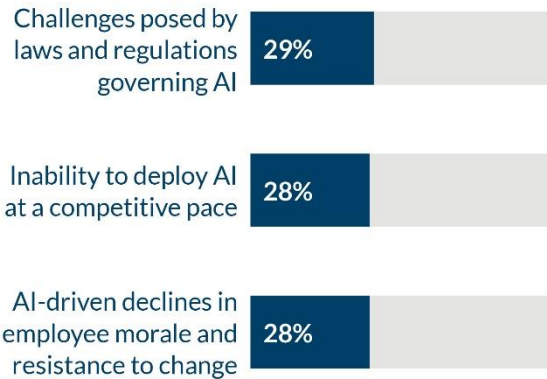 Challenges posed by
laws and regulations
governing AI
29%
Inability to deploy AI
at a competitive pace
28%
AI-driven declines in
employee morale and
resistance to change
28%